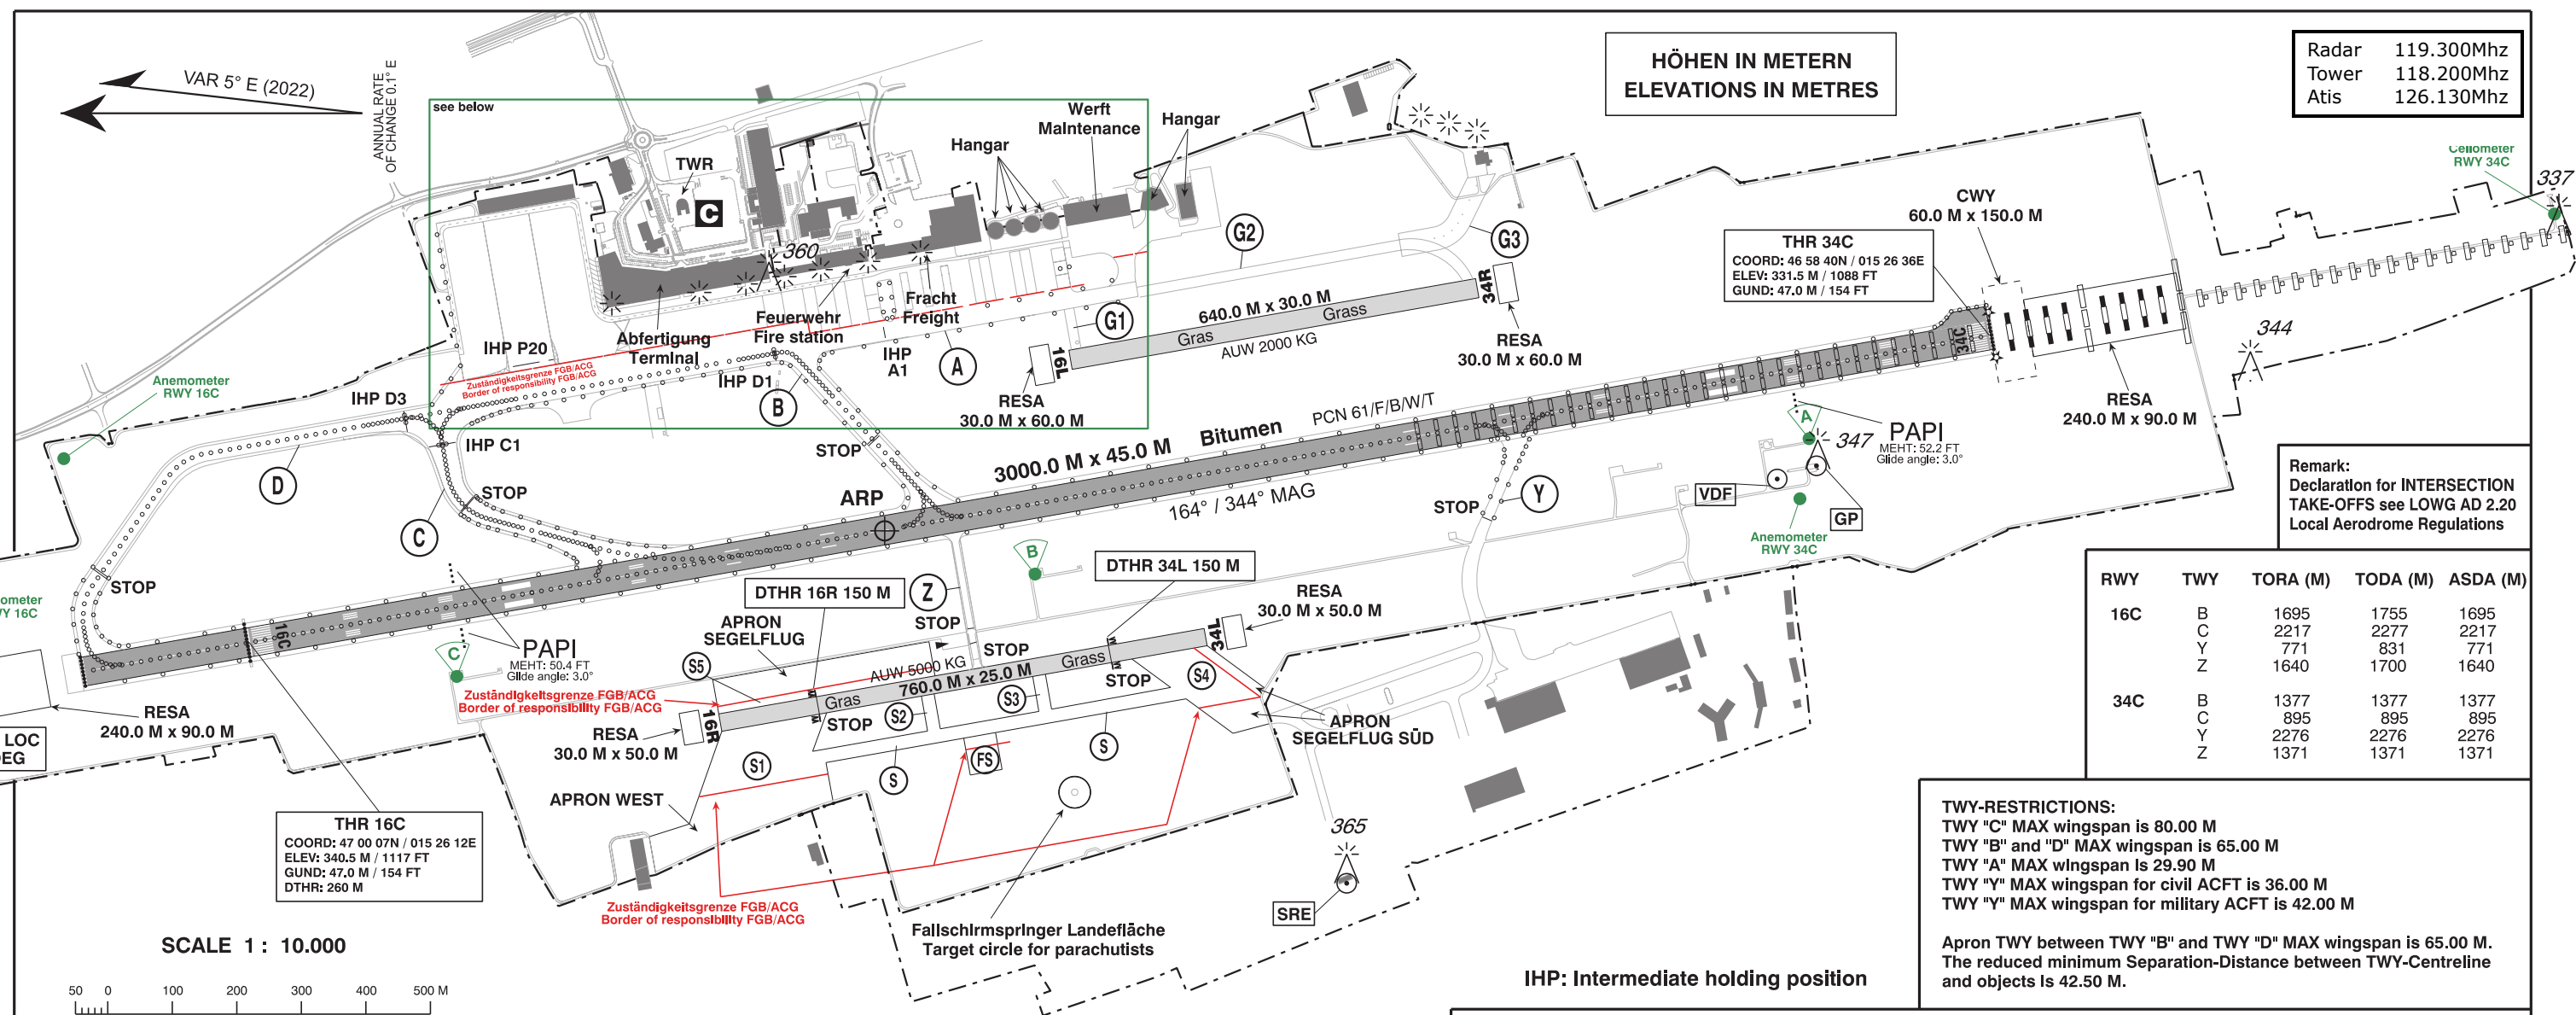 VAR 5° E (2022)
ANNUAL RATE
OF CHANGE 0.1° E
see below
TWR
C
Hangar
Werft
Maintenance
Hangar
HÖHEN IN METERN
ELEVATIONS IN METRES
Radar 119.300Mhz
Tower 118.200Mhz
Atis 126.130Mhz
Ceilometer
RWY 34C
337
CWY
60.0 M x 150.0 M
THR 34C
COORD: 46 58 40N / 015 26 36E
ELEV: 331.5 M / 1088 FT
GUND: 47.0 M / 154 FT
G2
G3
360
Fracht
Freight
Feuerwehr
Fire station
Abfertigung
Terminal
IHP P20
Zuständigkeitsgrenze FGB/ACG
Border of responsibility FGB/ACG
IHP D1
B
IHP
A1
A
G1
16L
34R
640.0 M x 30.0 M
Gras
Grass
AUW 2000 KG
RESA
30.0 M x 60.0 M
RESA
30.0 M x 60.0 M
34C
344
RESA
240.0 M x 90.0 M
Anemometer
RWY 16C
IHP D3
IHP C1
D
STOP
C
STOP
STOP
ARP
3000.0 M x 45.0 M
Bitumen
PCN 61/F/B/W/T
164° / 344° MAG
STOP
Y
A
347
PAPI
MEHT: 52.2 FT
Glide angle: 3.0°
VDF
GP
Anemometer
RWY 34C
Remark:
Declaration for INTERSECTION
TAKE-OFFS see LOWG AD 2.20
Local Aerodrome Regulations
ometer
Y 16C
16C
C
PAPI
MEHT: 50.4 FT
Glide angle: 3.0°
DTHR 16R 150 M
Z
STOP
B
DTHR 34L 150 M
RESA
30.0 M x 50.0 M
APRON
SEGELFLUG
S5
AUW 5000 KG
STOP
Grass
34L
760.0 M x 25.0 M
Gras
STOP
STOP
S4
S3
S2
16R
Zuständigkeitsgrenze FGB/ACG
Border of responsibility FGB/ACG
RESA
240.0 M x 90.0 M
LOC
DEG
RESA
30.0 M x 50.0 M
S1
S
FS
S
APRON
SEGELFLUG SÜD
APRON WEST
THR 16C
COORD: 47 00 07N / 015 26 12E
ELEV: 340.5 M / 1117 FT
GUND: 47.0 M / 154 FT
DTHR: 260 M
Zuständigkeitsgrenze FGB/ACG
Border of responsibility FGB/ACG
Fallschirmspringer Landefläche
Target circle for parachutists
365
SRE
SCALE 1 : 10.000
50 0 100 200 300 400 500 M
IHP: Intermediate holding position
RWY TWY TORA (M) TODA (M) ASDA (M)
16C B 1695 1755 1695
C 2217 2277 2217
Y 771 831 771
Z 1640 1700 1640
34C B 1377 1377 1377
C 895 895 895
Y 2276 2276 2276
Z 1371 1371 1371
TWY-RESTRICTIONS:
TWY "C" MAX wingspan is 80.00 M
TWY "B" and "D" MAX wingspan is 65.00 M
TWY "A" MAX wingspan is 29.90 M
TWY "Y" MAX wingspan for civil ACFT is 36.00 M
TWY "Y" MAX wingspan for military ACFT is 42.00 M
Apron TWY between TWY "B" and TWY "D" MAX wingspan is 65.00 M.
The reduced minimum Separation-Distance between TWY-Centreline
and objects is 42.50 M.